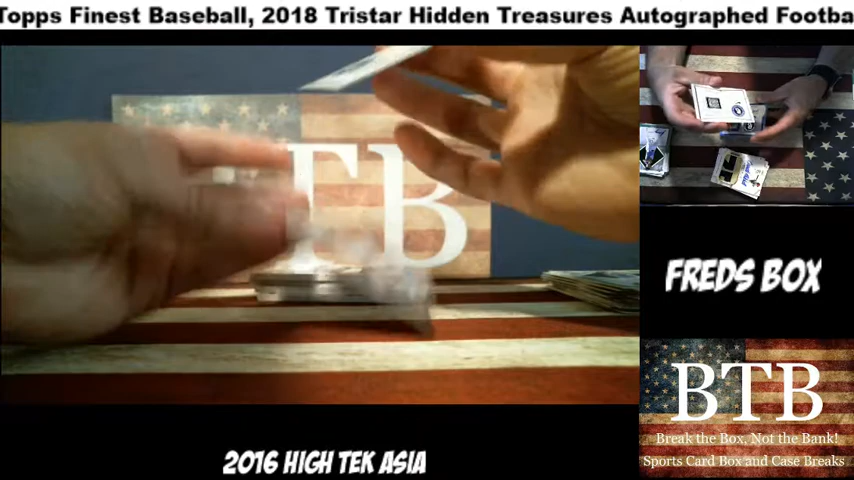 Topps Finest Baseball, 2018 Tristar Hidden Treasures Autographed Footba
TB
FREDS BOX
BTB
Break the Box, Not the Bank!
Sports Card Box and Case Breaks
2016 HIGH TEK ASIA